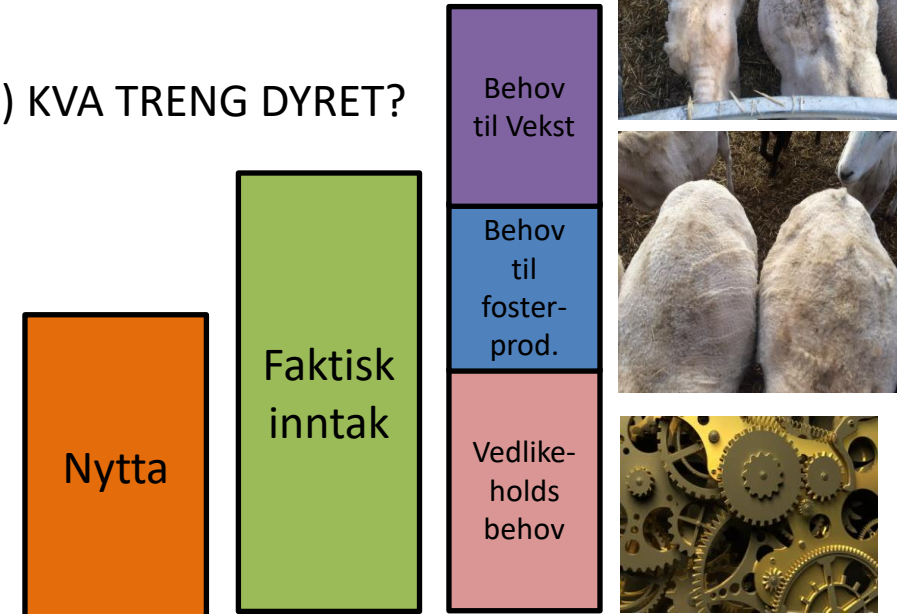 ) KVA TRENG DYRET?
Behov
til Vekst
Behov
til
foster-
prod.
Vedlike-
holds
behov
Faktisk
inntak
Nytta